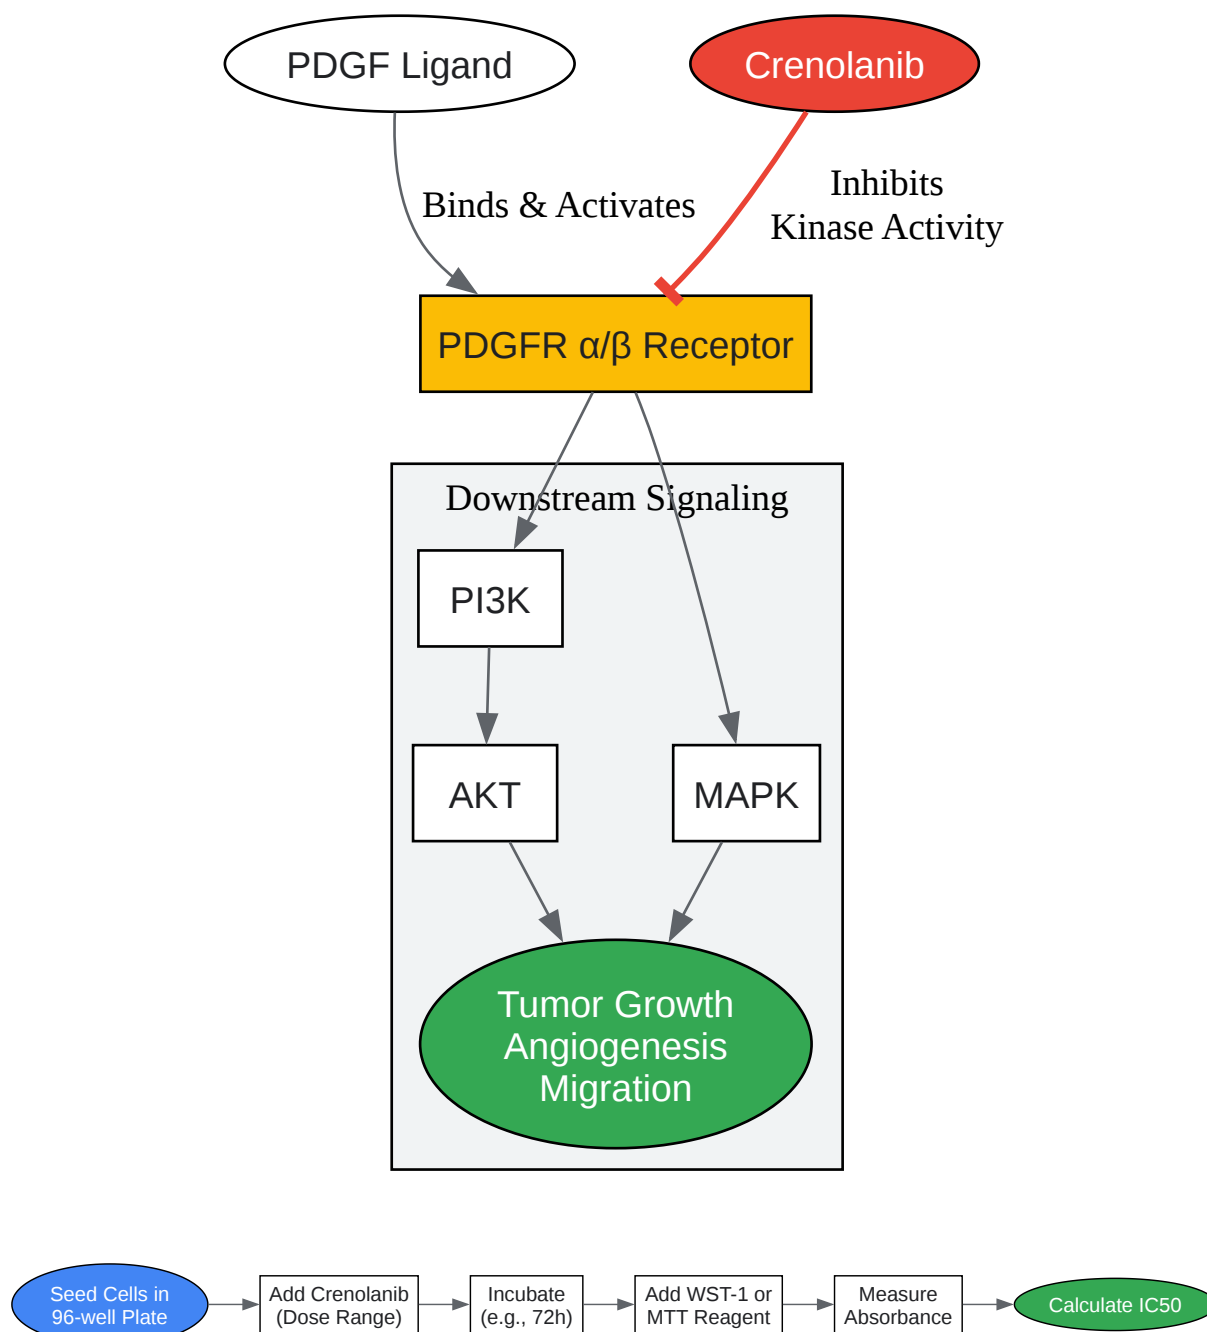 PDGF Ligand
Crenolanib
Binds & Activates
Inhibits
Kinase Activity
PDGFR α/β Receptor
Downstream Signaling
PI3K
AKT
MAPK
Tumor Growth
Angiogenesis
Migration
Seed Cells in
96-well Plate
Add Crenolanib
(Dose Range)
Incubate
(e.g., 72h)
Add WST-1 or
MTT Reagent
Measure
Absorbance
Calculate IC50